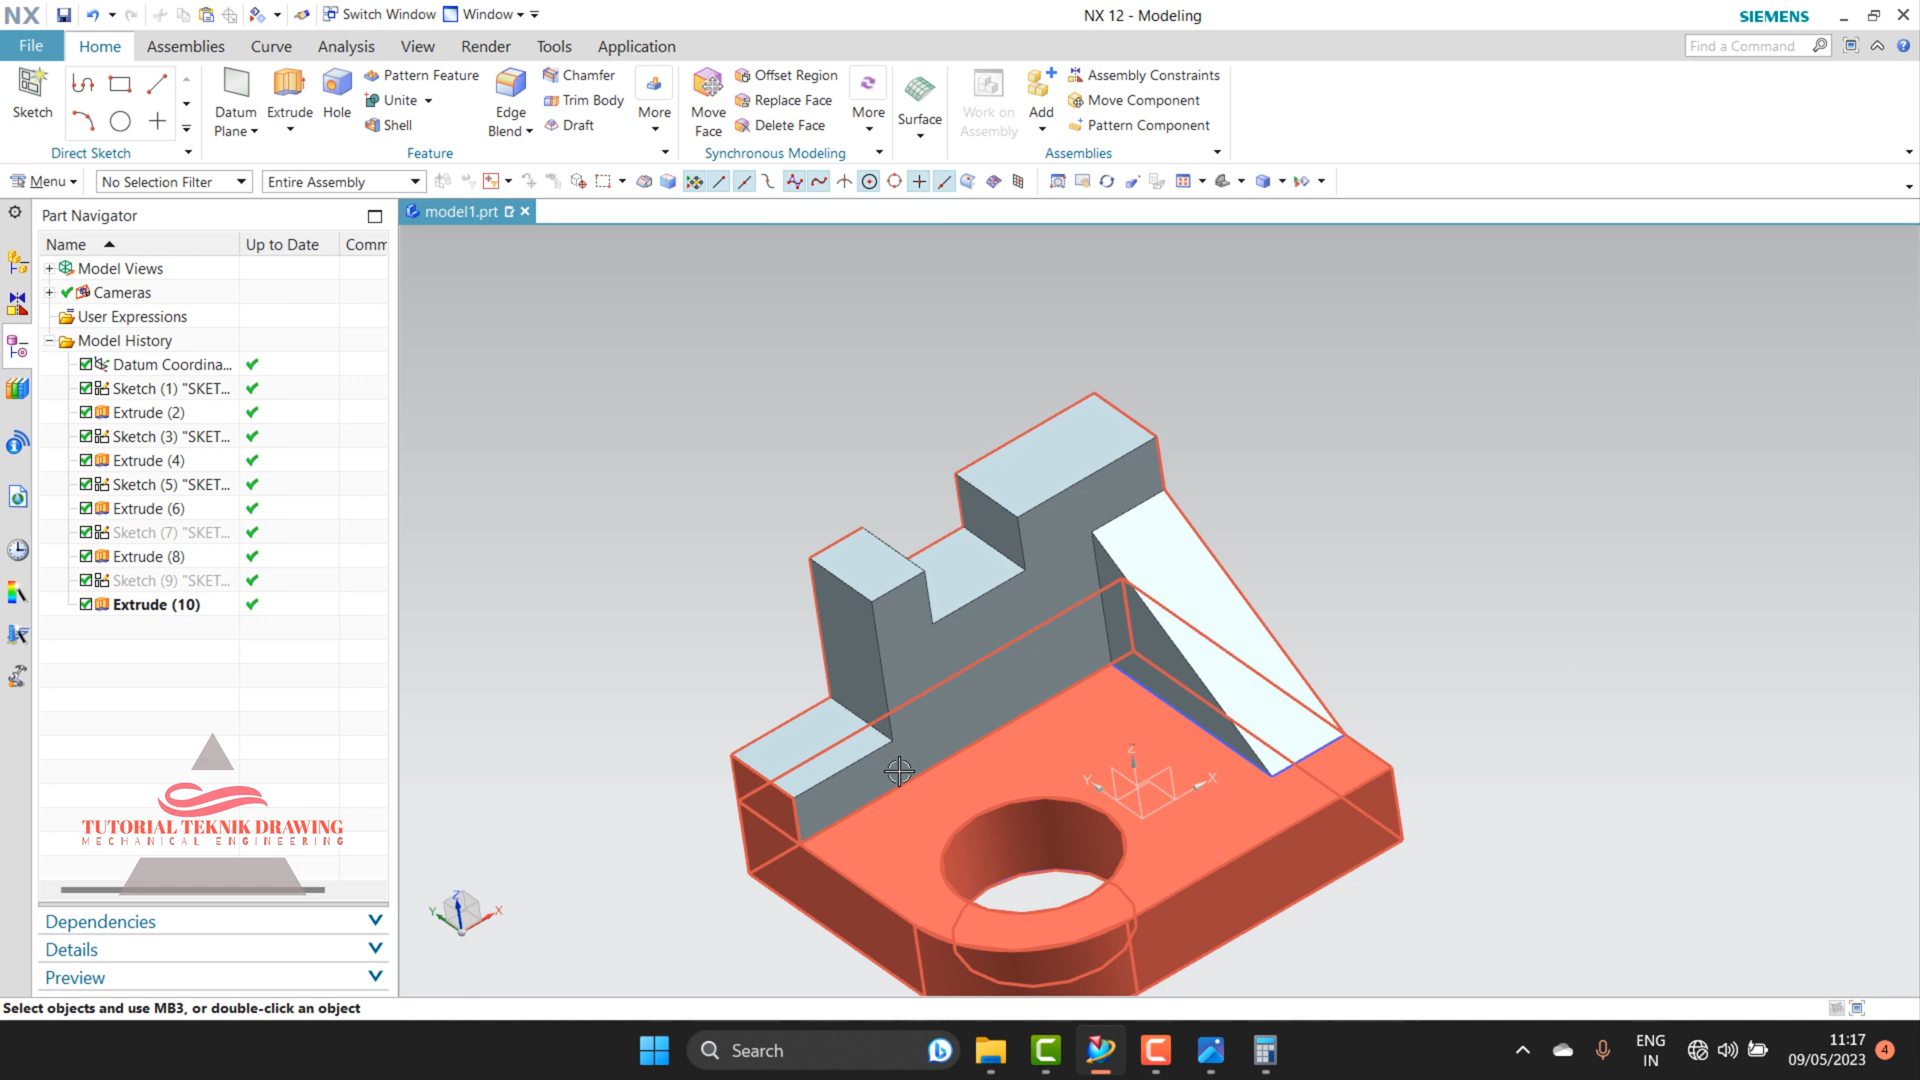 NX
Switch Window
Window
NX 12 - Modeling
SIEMENS
File
Home
Assemblies
Curve
Analysis
View
Curve
Render
Tools
Application
Find a Command
Sketch
Datum Plane
Extrude
Hole
Pattern Feature
Unite
Shell
Edge Blend
Chamfer
Trim Body
Draft
More
Move Face
Offset Region
Replace Face
Delete Face
More
Surface
Work on Assembly
Add
Assembly Constraints
Move Component
Pattern Component
Direct Sketch
Feature
Synchronous Modeling
Assemblies
Menu
No Selection Filter
Entire Assembly
Part Navigator
model1.prt
Name
Up to Date
Comm
Model Views
Cameras
User Expressions
Model History
Datum Coordina...
Sketch (1) "SKET...
Extrude (2)
Sketch (3) "SKET...
Extrude (4)
Sketch (5) "SKET...
Extrude (6)
Sketch (7) "SKET...
Extrude (8)
Sketch (9) "SKET...
Extrude (10)
TUTORIAL TEKNIK DRAWING
MECHANICAL ENGINEERING
Z
Y
X
Z
Y
X
Dependencies
Details
Preview
Select objects and use MB3, or double-click an object
Search
ENG
IN
11:17
09/05/2023
4